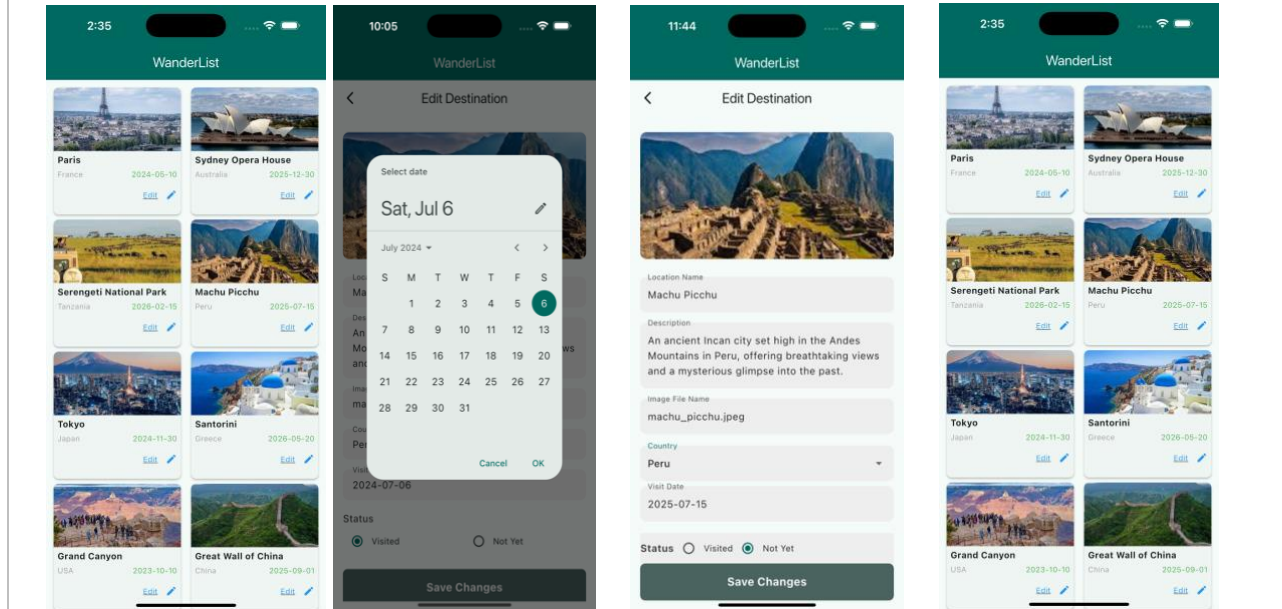 2:35
WanderList
Paris
France 2024-05-10
Edit
Sydney Opera House
Australia 2025-12-30
Edit
Serengeti National Park
Tanzania 2026-02-15
Edit
Machu Picchu
Peru 2025-07-15
Edit
Tokyo
Japan 2024-11-30
Edit
Santorini
Greece 2026-05-20
Edit
Grand Canyon
USA 2023-10-10
Edit
Great Wall of China
China 2025-09-01
Edit
10:05
WanderList
Edit Destination
Select date
Sat, Jul 6
July 2024
S M T W T F S
1 2 3 4 5 6
7 8 9 10 11 12 13
14 15 16 17 18 19 20
21 22 23 24 25 26 27
28 29 30 31
Cancel OK
2024-07-06
Status
Visited Not Yet
Save Changes
11:44
WanderList
Edit Destination
Location Name
Machu Picchu
Description
An ancient Incan city set high in the Andes
Mountains in Peru, offering breathtaking views
and a mysterious glimpse into the past.
Image File Name
machu_picchu.jpeg
Country
Peru
Visit Date
2025-07-15
Status Visited Not Yet
Save Changes
2:35
WanderList
Paris
France 2024-05-10
Edit
Sydney Opera House
Australia 2025-12-30
Edit
Serengeti National Park
Tanzania 2026-02-15
Edit
Machu Picchu
Peru 2025-07-15
Edit
Tokyo
Japan 2024-11-30
Edit
Santorini
Greece 2026-05-20
Edit
Grand Canyon
USA 2023-10-10
Edit
Great Wall of China
China 2025-09-01
Edit